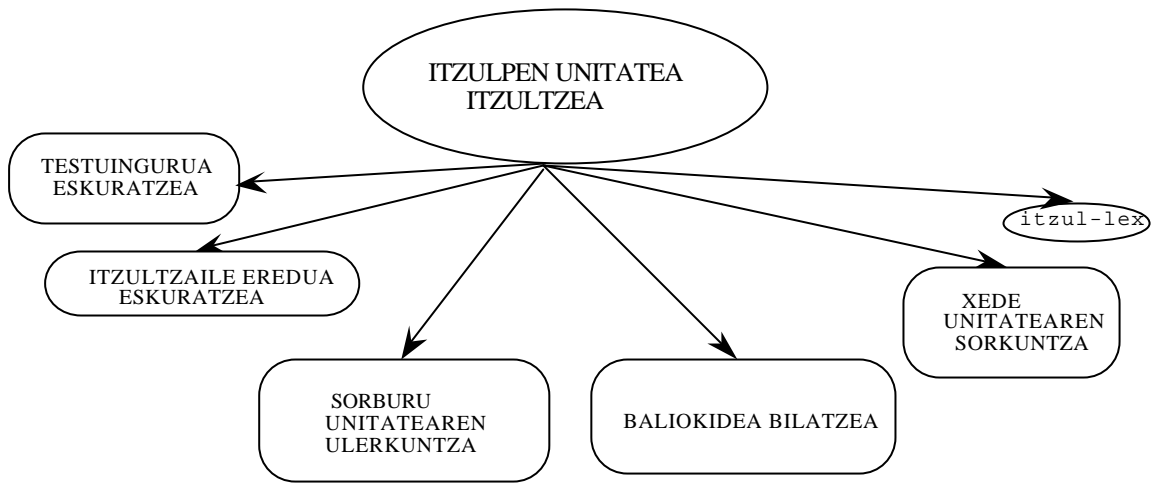 ITZULPEN UNITATEA
ITZULTZEA
TESTUINGURUA
ESKURATZEA
itzul-lex
ITZULTZAILE EREDUA
ESKURATZEA
XEDE
UNITATEAREN
SORKUNTZA
SORBURU
UNITATEAREN
ULERKUNTZA
BALIOKIDEA BILATZEA